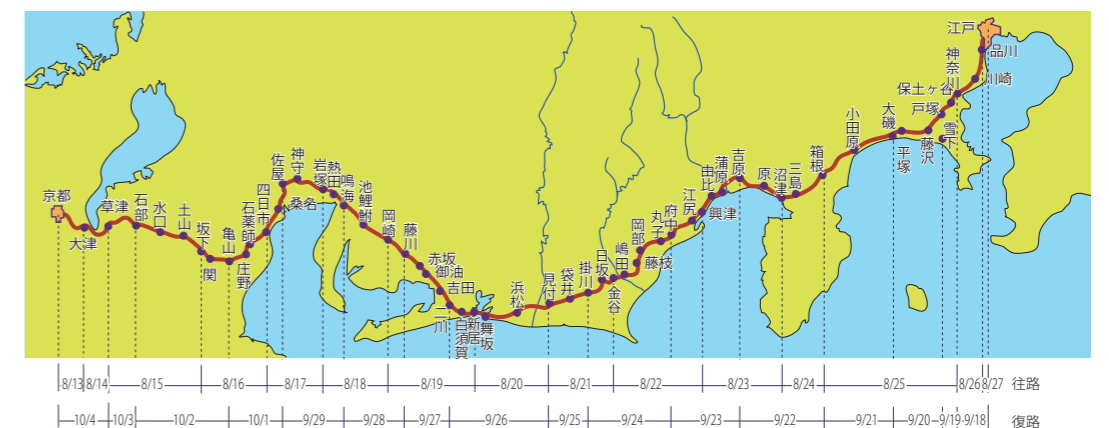 京都
大津
草津
石部
水口
土山
坂下
関
亀山
庄野
石薬師
四日市
桑名
佐屋
神守
岩塚
熱田
鳴海
池鯉鮒
岡崎
藤川
赤坂
御油
吉田
二川
白須賀
新居
舞坂
浜松
見付
袋井
掛川
日坂
金谷
嶋田
藤枝
岡部
丸子
府中
江尻
興津
由比
蒲原
吉原
原
沼津
三島
箱根
小田原
大磯
平塚
藤沢
雪下
戸塚
保土ヶ谷
神奈川
川崎
品川
江戸
8/13 8/14 8/15 8/16 8/17 8/18 8/19 8/20 8/21 8/22 8/23 8/24 8/25 8/26 8/27 往路
10/4 10/3 10/2 10/1 9/29 9/28 9/27 9/26 9/25 9/24 9/23 9/22 9/21 9/20 9/19 9/18 復路